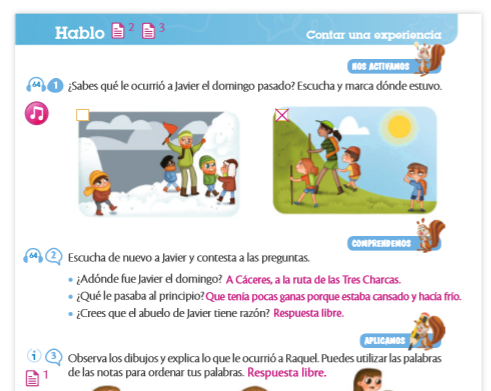 Hablo 2 3
Contar una experiencia
NOS ACTIVAMOS
64 1 ¿Sabes qué le ocurrió a Javier el domingo pasado? Escucha y marca dónde estuvo.
COMPRENDEMOS
64 2 Escucha de nuevo a Javier y contesta a las preguntas.
• ¿Adónde fue Javier el domingo? A Cáceres, a la ruta de las Tres Charcas.
• ¿Qué le pasaba al principio? Que tenía pocas ganas porque estaba cansado y hacía frío.
• ¿Crees que el abuelo de Javier tiene razón? Respuesta libre.
APLICAMOS
i 3 Observa los dibujos y explica lo que le ocurrió a Raquel. Puedes utilizar las palabras
1 de las notas para ordenar tus palabras. Respuesta libre.